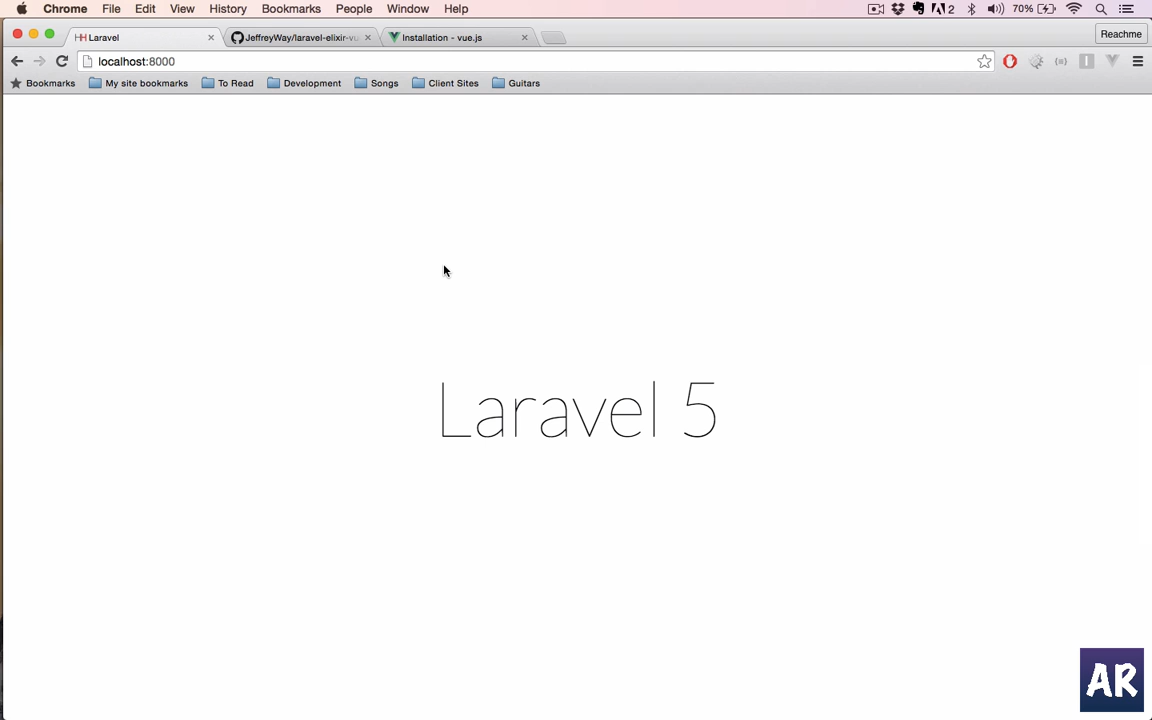 Chrome File Edit View History Bookmarks People Window Help 2 70%
Laravel JeffreyWay/laravel-elixir-vu Installation - vue.js Reachme
localhost:8000
Bookmarks My site bookmarks To Read Development Songs Client Sites Guitars
Laravel 5
AR